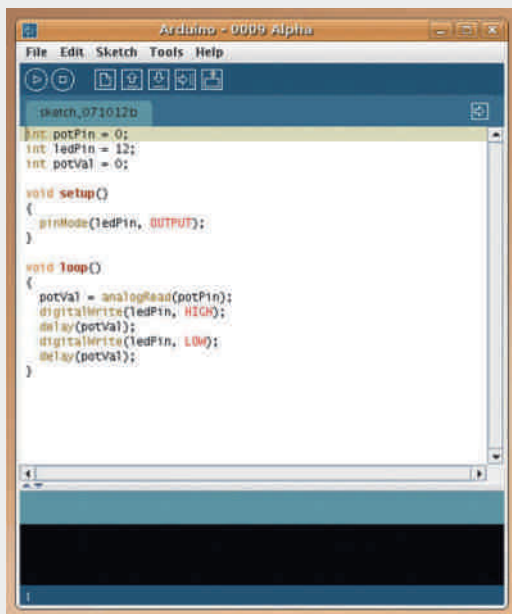 Arduino - 0009 Alpha
File Edit Sketch Tools Help
sketch_071012b
int potPin = 0;
int ledPin = 12;
int potVal = 0;
void setup()
{
pinMode(ledPin, OUTPUT);
}
void loop()
{
potVal = analogRead(potPin);
digitalWrite(ledPin, HIGH);
delay(potVal);
digitalWrite(ledPin, LOW);
delay(potVal);
}
1